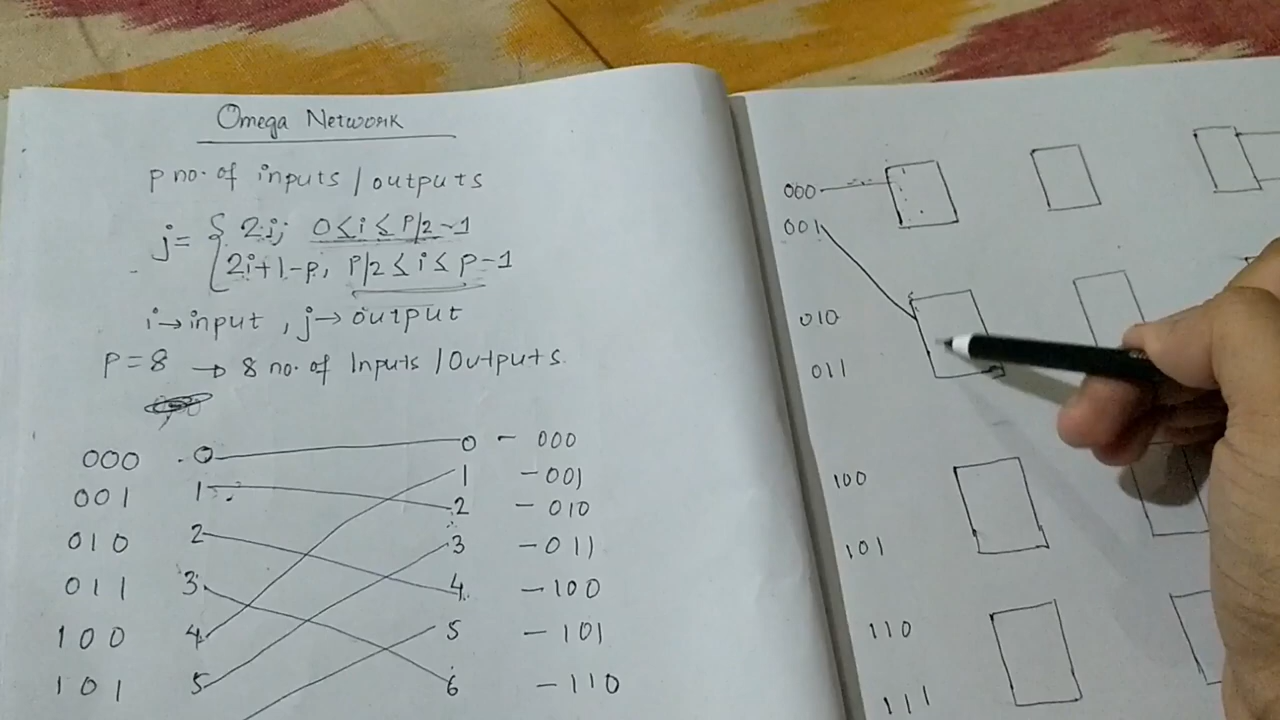 Omega Network
p no. of inputs / outputs
j = { 2i; 0 ≤ i ≤ P/2 - 1
2i+1-p, P/2 ≤ i ≤ p-1
i → input, j → output
P = 8 → 8 no. of Inputs / Outputs.
000 0 0 - 000
001 1 1 - 001
010 2 2 - 010
011 3 3 - 011
100 4 4 - 100
101 5 5 - 101
6 - 110
000
001
010
011
100
101
110
111